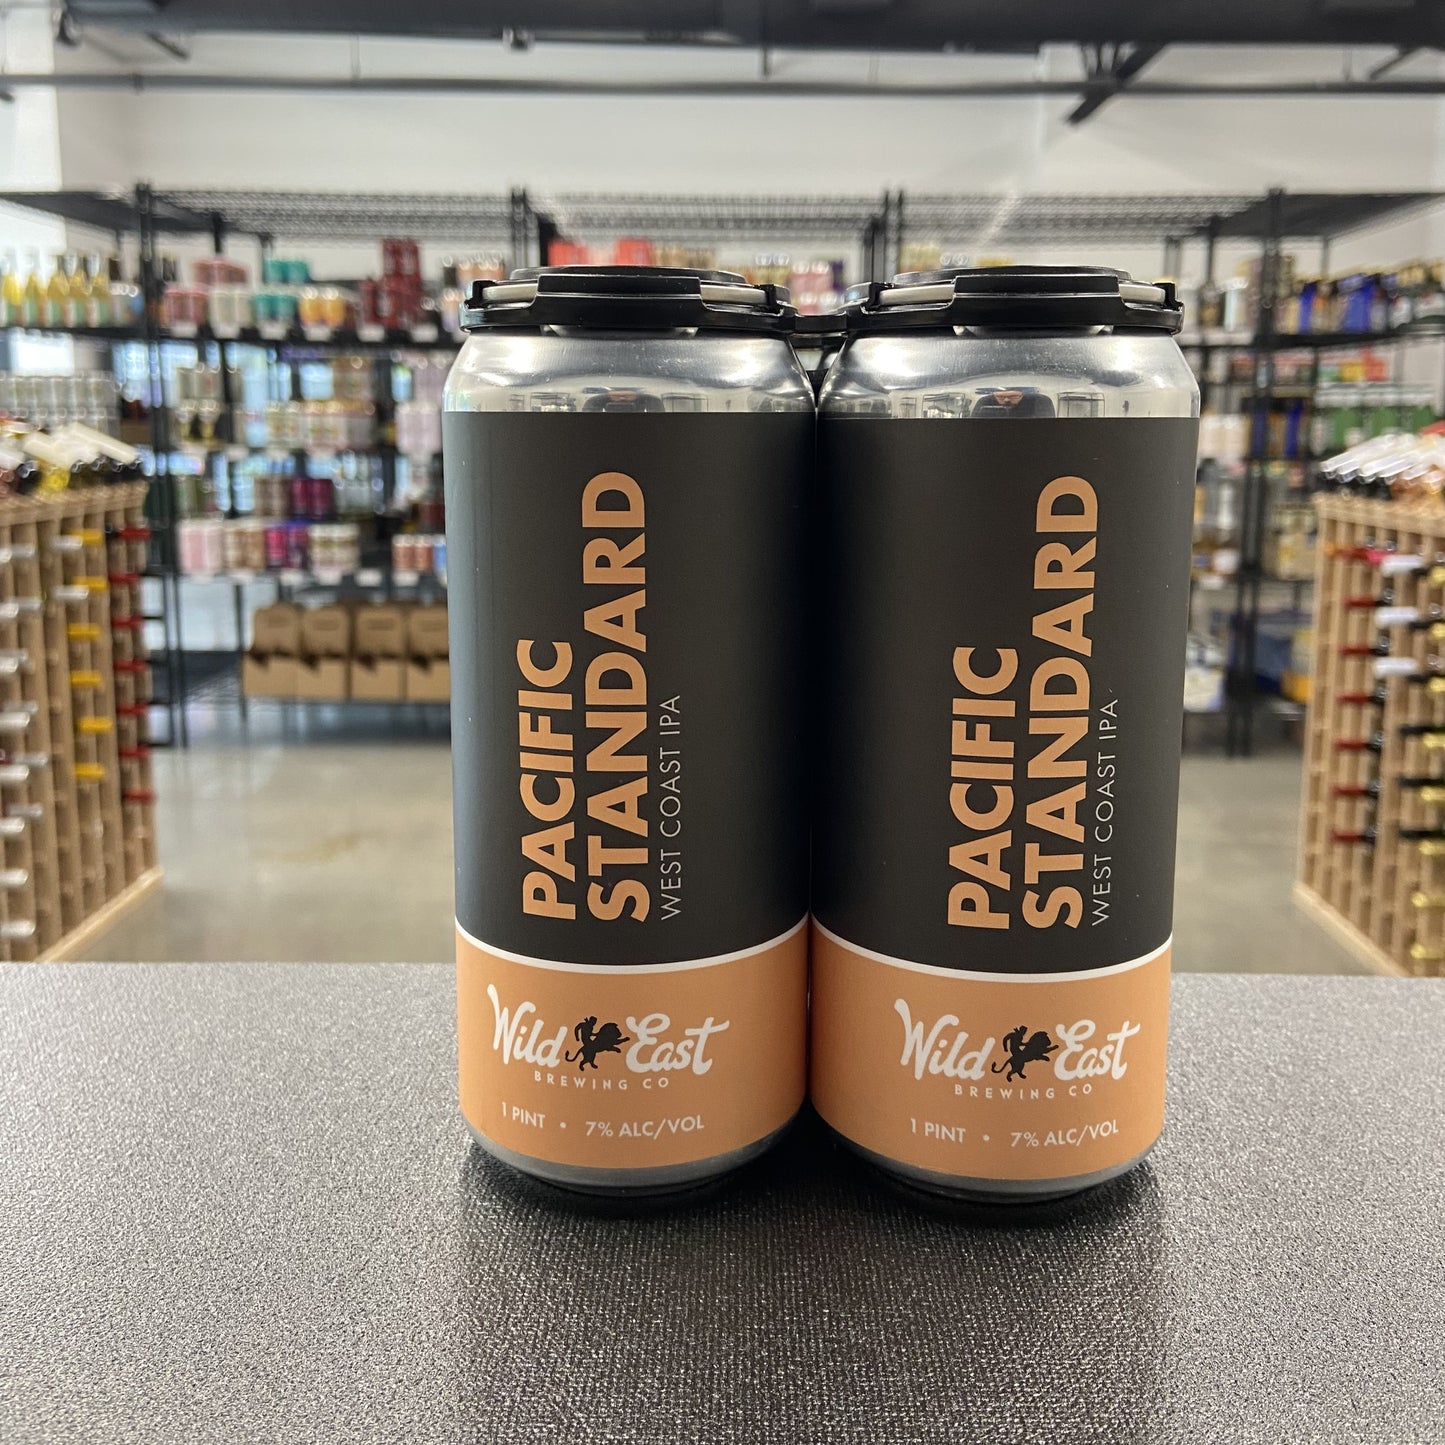 PACIFIC
STANDARD
WEST COAST IPA
Wild East
BREWING CO
1 PINT • 7% ALC/VOL
PACIFIC
STANDARD
WEST COAST IPA
Wild East
BREWING CO
1 PINT • 7% ALC/VOL